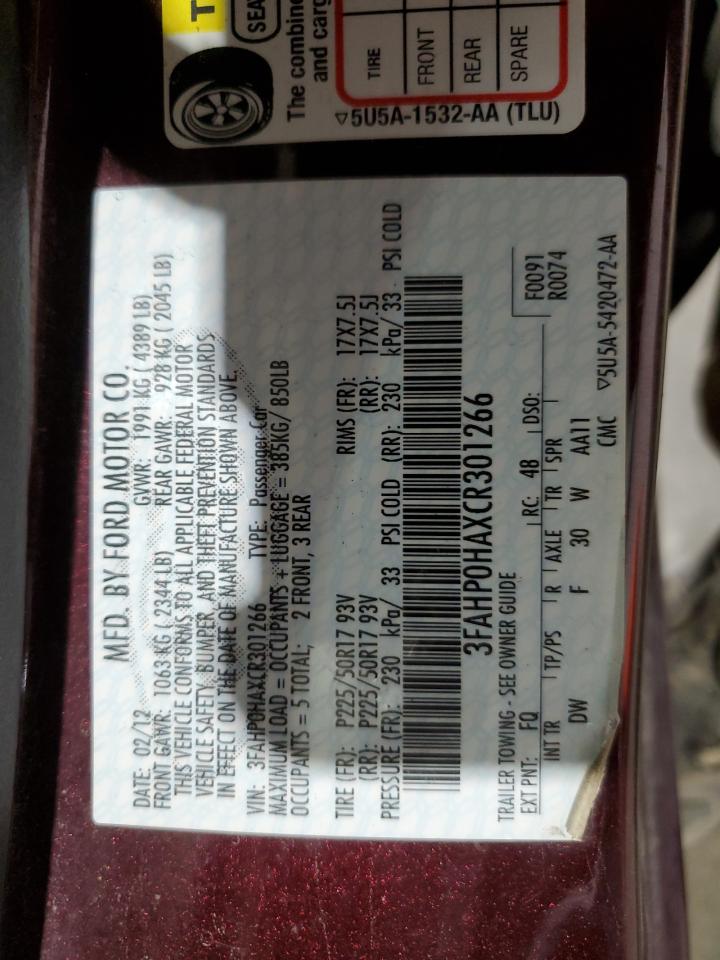 T
SEA
The combine
and carg
TIRE
FRONT
REAR
SPARE
▽5U5A-1532-AA (TLU)
MFD. BY FORD MOTOR CO.
DATE: 02/12 GVWR: 1991 KG ( 4389 LB)
FRONT GAWR: 1063 KG ( 2344 LB) REAR GAWR: 928 KG ( 2045 LB)
THIS VEHICLE CONFORMS TO ALL APPLICABLE FEDERAL MOTOR
VEHICLE SAFETY, BUMPER, AND THEFT PREVENTION STANDARDS
IN EFFECT ON THE DATE OF MANUFACTURE SHOWN ABOVE.
VIN: 3FAHP0HAXCR301266 TYPE: Passenger Car
MAXIMUM LOAD = OCCUPANTS + LUGGAGE = 385KG/ 850LB
OCCUPANTS = 5 TOTAL; 2 FRONT, 3 REAR
TIRE (FR): P225/50R17 93V RIMS (FR): 17X7.5J
(RR): P225/50R17 93V (RR): 17X7.5J
PRESSURE (FR): 230 kPa/ 33 PSI COLD (RR): 230 kPa/ 33 PSI COLD
3FAHP0HAXCR301266
TRAILER TOWING - SEE OWNER GUIDE F0091
EXT PNT: FQ RC: 48 DSO: R0074
INT TR TP/PS R AXLE TR SPR
DW F 30 W AA11
CMC ▽5U5A-5420472-AA